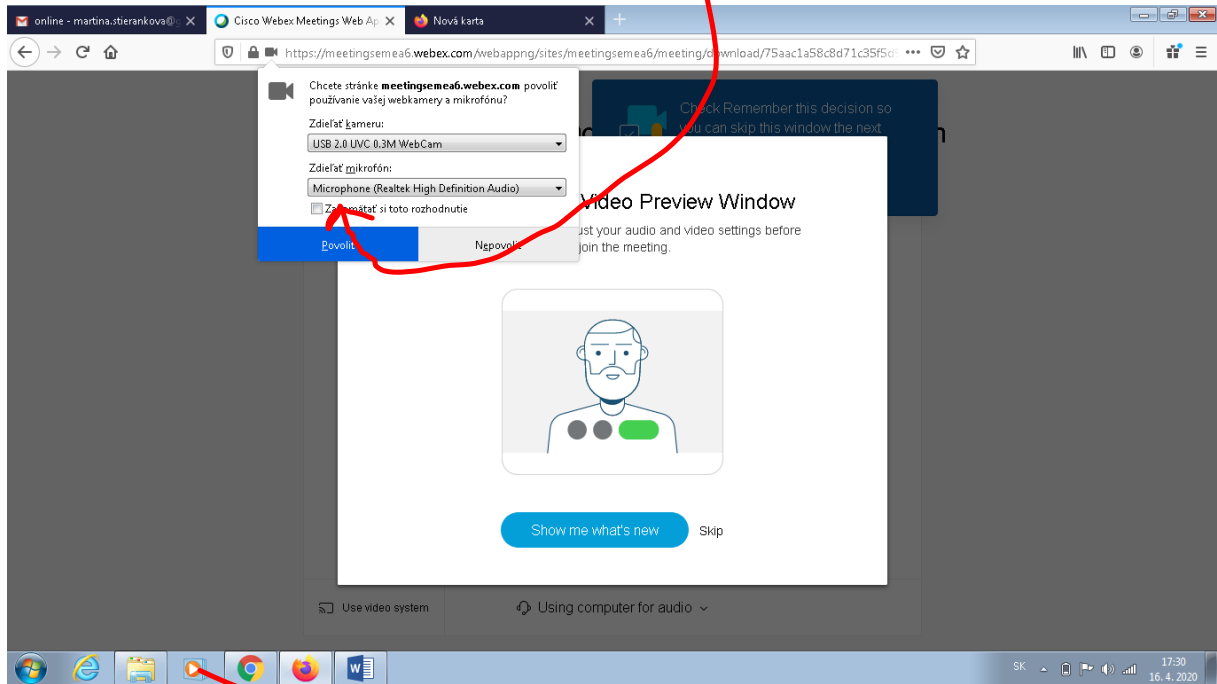 online - martina.stierankova@
Cisco Webex Meetings Web Ap
Nová karta
https://meetingsemea6.webex.com/webappng/sites/meetingsemea6/meeting/download/75aac1a58c8d71c35f5d
Chcete stránke meetingsemea6.webex.com povoliť
používanie vašej webkamery a mikrofónu?
Zdieľať kameru:
USB 2.0 UVC 0.3M WebCam
Zdieľať mikrofón:
Microphone (Realtek High Definition Audio)
Zapamätať si toto rozhodnutie
Povoliť
Nepovoliť
Check Remember this decision so
you can skip this window the next
Video Preview Window
ust your audio and video settings before
join the meeting.
Show me what's new
Skip
Use video system
Using computer for audio
SK
17:30
16. 4. 2020